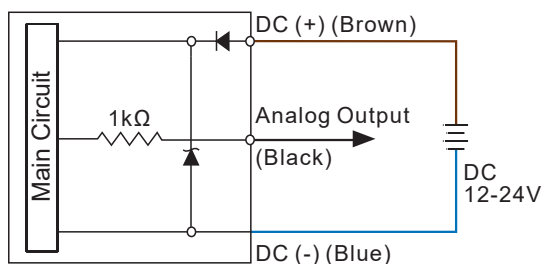 DC (+) (Brown)
Main Circuit
1kΩ
Analog Output
(Black)
DC
12-24V
DC (-) (Blue)